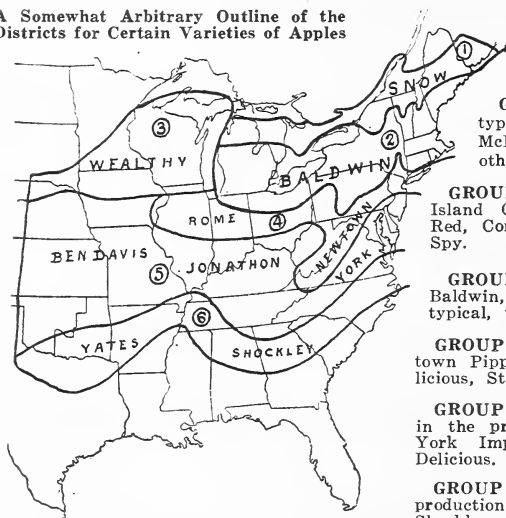 A Somewhat Arbitrary Outline of the
Districts for Certain Varieties of Apples
①
SNOW
②
③
WEALTHY
BALDWIN
ROME
④
NEWTOWN
YORK
BEN DAVIS
JONATHON
⑤
⑥
YATES
SHOCKLEY
typ
McI
oth
GROUP
Island G
Red, Cor
Spy.
GROUP
Baldwin,
typical,
GROUP
town Pipp
licious, St
GROUP
in the pr
York Imp
Delicious.
GROUP
production